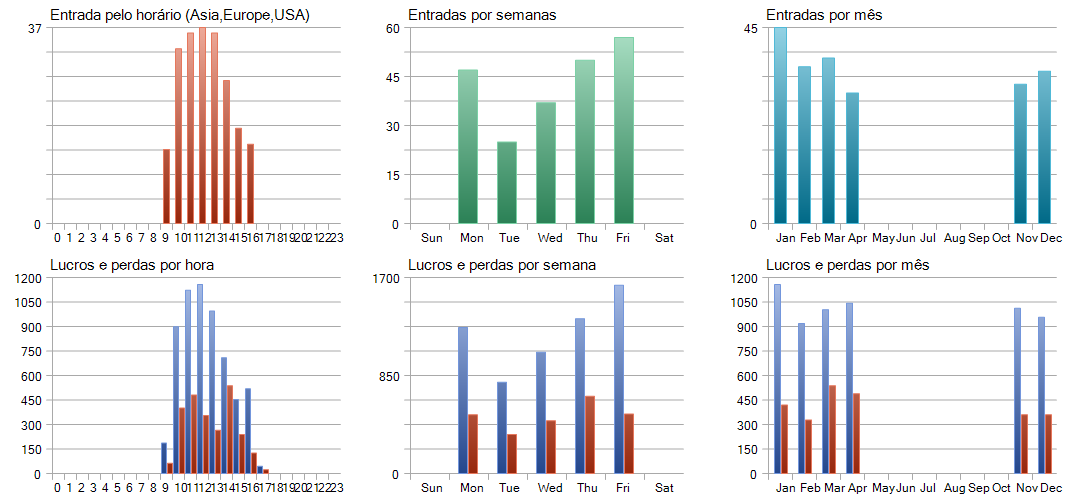 Entrada pelo horário (Asia,Europe,USA)
37
0
0 1 2 3 4 5 6 7 8 9 10 11 12 13 14 15 16 17 18 19 20 21 22 23
Entradas por semanas
60
45
30
15
0
Sun Mon Tue Wed Thu Fri Sat
Entradas por mês
45
0
Jan Feb Mar Apr May Jun Jul Aug Sep Oct Nov Dec
Lucros e perdas por hora
1200
1050
900
750
600
450
300
150
0
0 1 2 3 4 5 6 7 8 9 10 11 12 13 14 15 16 17 18 19 20 21 22 23
Lucros e perdas por semana
1700
850
0
Sun Mon Tue Wed Thu Fri Sat
Lucros e perdas por mês
1200
1050
900
750
600
450
300
150
0
Jan Feb Mar Apr May Jun Jul Aug Sep Oct Nov Dec